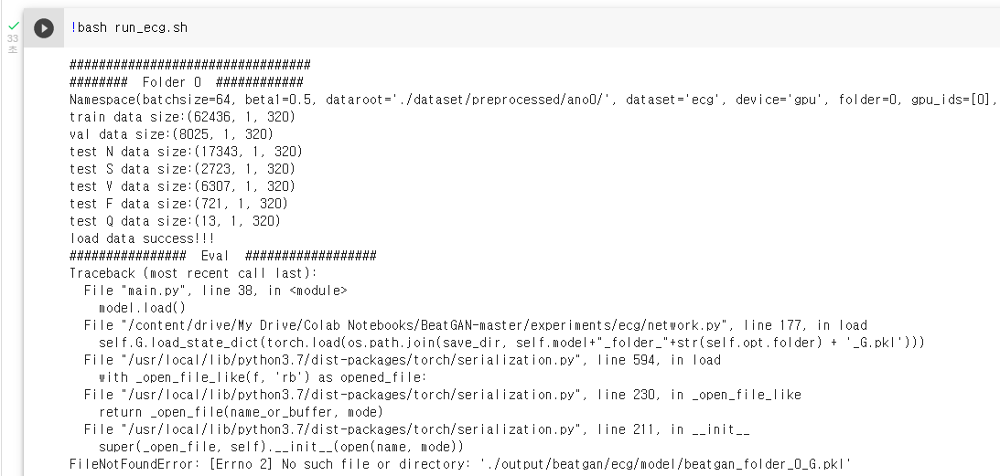 33
초
!bash run_ecg.sh
#################################
######## Folder 0 ############
Namespace(batchsize=64, beta1=0.5, dataroot='./dataset/preprocessed/ano0/', dataset='ecg', device='gpu', folder=0, gpu_ids=[0],
train data size:(62436, 1, 320)
val data size:(8025, 1, 320)
test N data size:(17343, 1, 320)
test S data size:(2723, 1, 320)
test V data size:(6307, 1, 320)
test F data size:(721, 1, 320)
test Q data size:(13, 1, 320)
load data success!!!
################ Eval ##################
Traceback (most recent call last):
File "main.py", line 38, in <module>
model.load()
File "/content/drive/My Drive/Colab Notebooks/BeatGAN-master/experiments/ecg/network.py", line 177, in load
self.G.load_state_dict(torch.load(os.path.join(save_dir, self.model+"_folder_"+str(self.opt.folder) + '_G.pkl')))
File "/usr/local/lib/python3.7/dist-packages/torch/serialization.py", line 594, in load
with _open_file_like(f, 'rb') as opened_file:
File "/usr/local/lib/python3.7/dist-packages/torch/serialization.py", line 230, in _open_file_like
return _open_file(name_or_buffer, mode)
File "/usr/local/lib/python3.7/dist-packages/torch/serialization.py", line 211, in __init__
super(_open_file, self).__init__(open(name, mode))
FileNotFoundError: [Errno 2] No such file or directory: './output/beatgan/ecg/model/beatgan_folder_0_G.pkl'